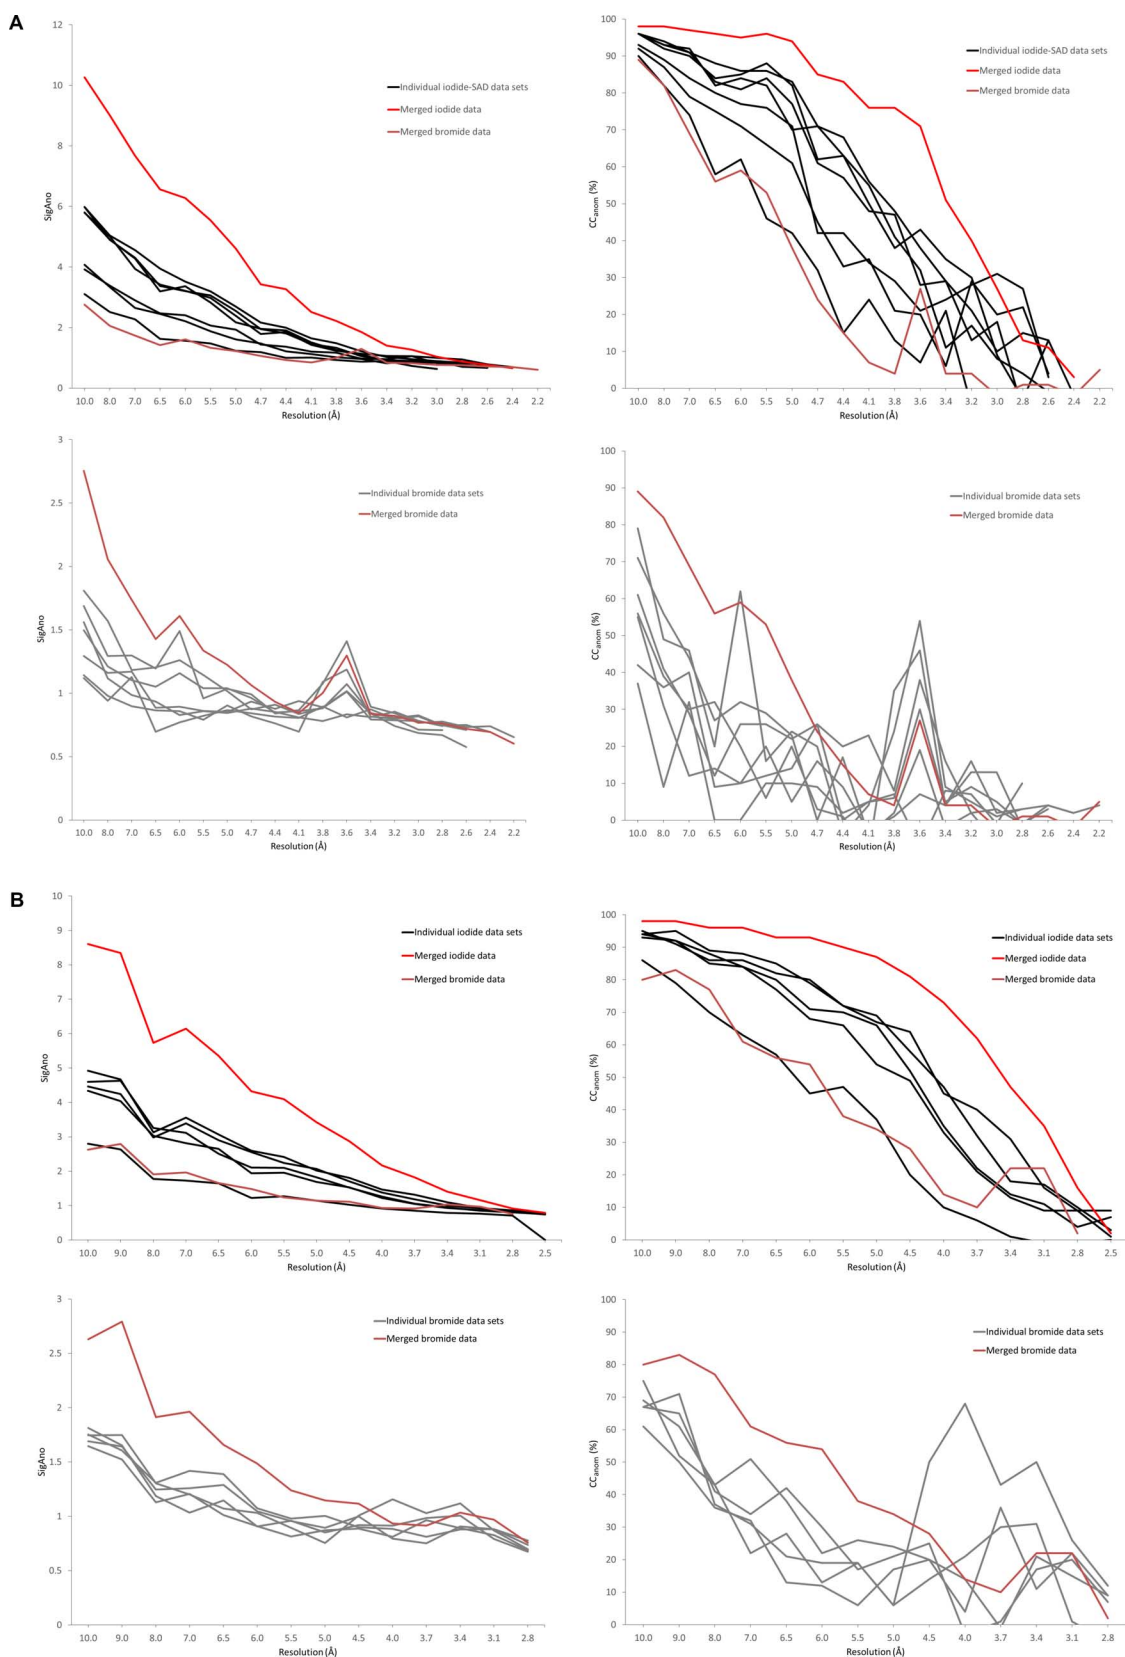 A
12
10
8
6
4
2
0
SigAno
Individual iodide-SAD data sets
Merged iodide data
Merged bromide data
10.0 8.0 7.0 6.5 6.0 5.5 5.0 4.7 4.4 4.1 3.8 3.6 3.4 3.2 3.0 2.8 2.6 2.4 2.2
Resolution (Å)
100
90
80
70
60
50
40
30
20
10
0
CCanom (%)
Individual iodide-SAD data sets
Merged iodide data
Merged bromide data
10.0 8.0 7.0 6.5 6.0 5.5 5.0 4.7 4.4 4.1 3.8 3.6 3.4 3.2 3.0 2.8 2.6 2.4 2.2
Resolution (Å)
3
2.5
2
1.5
1
0.5
0
SigAno
Individual bromide data sets
Merged bromide data
10.0 8.0 7.0 6.5 6.0 5.5 5.0 4.7 4.4 4.1 3.8 3.6 3.4 3.2 3.0 2.8 2.6 2.4 2.2
Resolution (Å)
100
90
80
70
60
50
40
30
20
10
0
CCanom (%)
Individual bromide data sets
Merged bromide data
10.0 8.0 7.0 6.5 6.0 5.5 5.0 4.7 4.4 4.1 3.8 3.6 3.4 3.2 3.0 2.8 2.6 2.4 2.2
Resolution (Å)
B
10
9
8
7
6
5
4
3
2
1
0
SigAno
Individual iodide data sets
Merged iodide data
Merged bromide data
10.0 9.0 8.0 7.0 6.5 6.0 5.5 5.0 4.5 4.0 3.7 3.4 3.1 2.8 2.5
Resolution (Å)
100
90
80
70
60
50
40
30
20
10
0
CCanom (%)
Individual iodide data sets
Merged iodide data
Merged bromide data
10.0 9.0 8.0 7.0 6.5 6.0 5.5 5.0 4.5 4.0 3.7 3.4 3.1 2.8 2.5
Resolution (Å)
3
2.5
2
1.5
1
0.5
0
SigAno
Individual bromide data sets
Merged bromide data
10.0 9.0 8.0 7.0 6.5 6.0 5.5 5.0 4.5 4.0 3.7 3.4 3.1 2.8
Resolution (Å)
100
90
80
70
60
50
40
30
20
10
0
CCanom (%)
Individual bromide data sets
Merged bromide data
10.0 9.0 8.0 7.0 6.5 6.0 5.5 5.0 4.5 4.0 3.7 3.4 3.1 2.8
Resolution (Å)